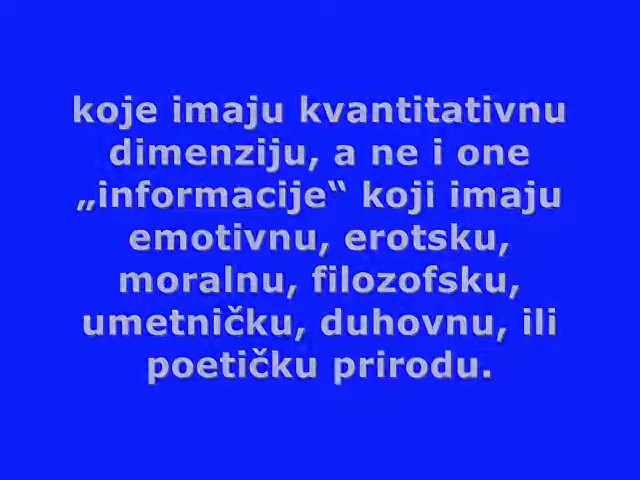 koje imaju kvantitativnu
dimenziju, a ne i one
„informacije“ koji imaju
emotivnu, erotsku,
moralnu, filozofsku,
umetničku, duhovnu, ili
poetičku prirodu.